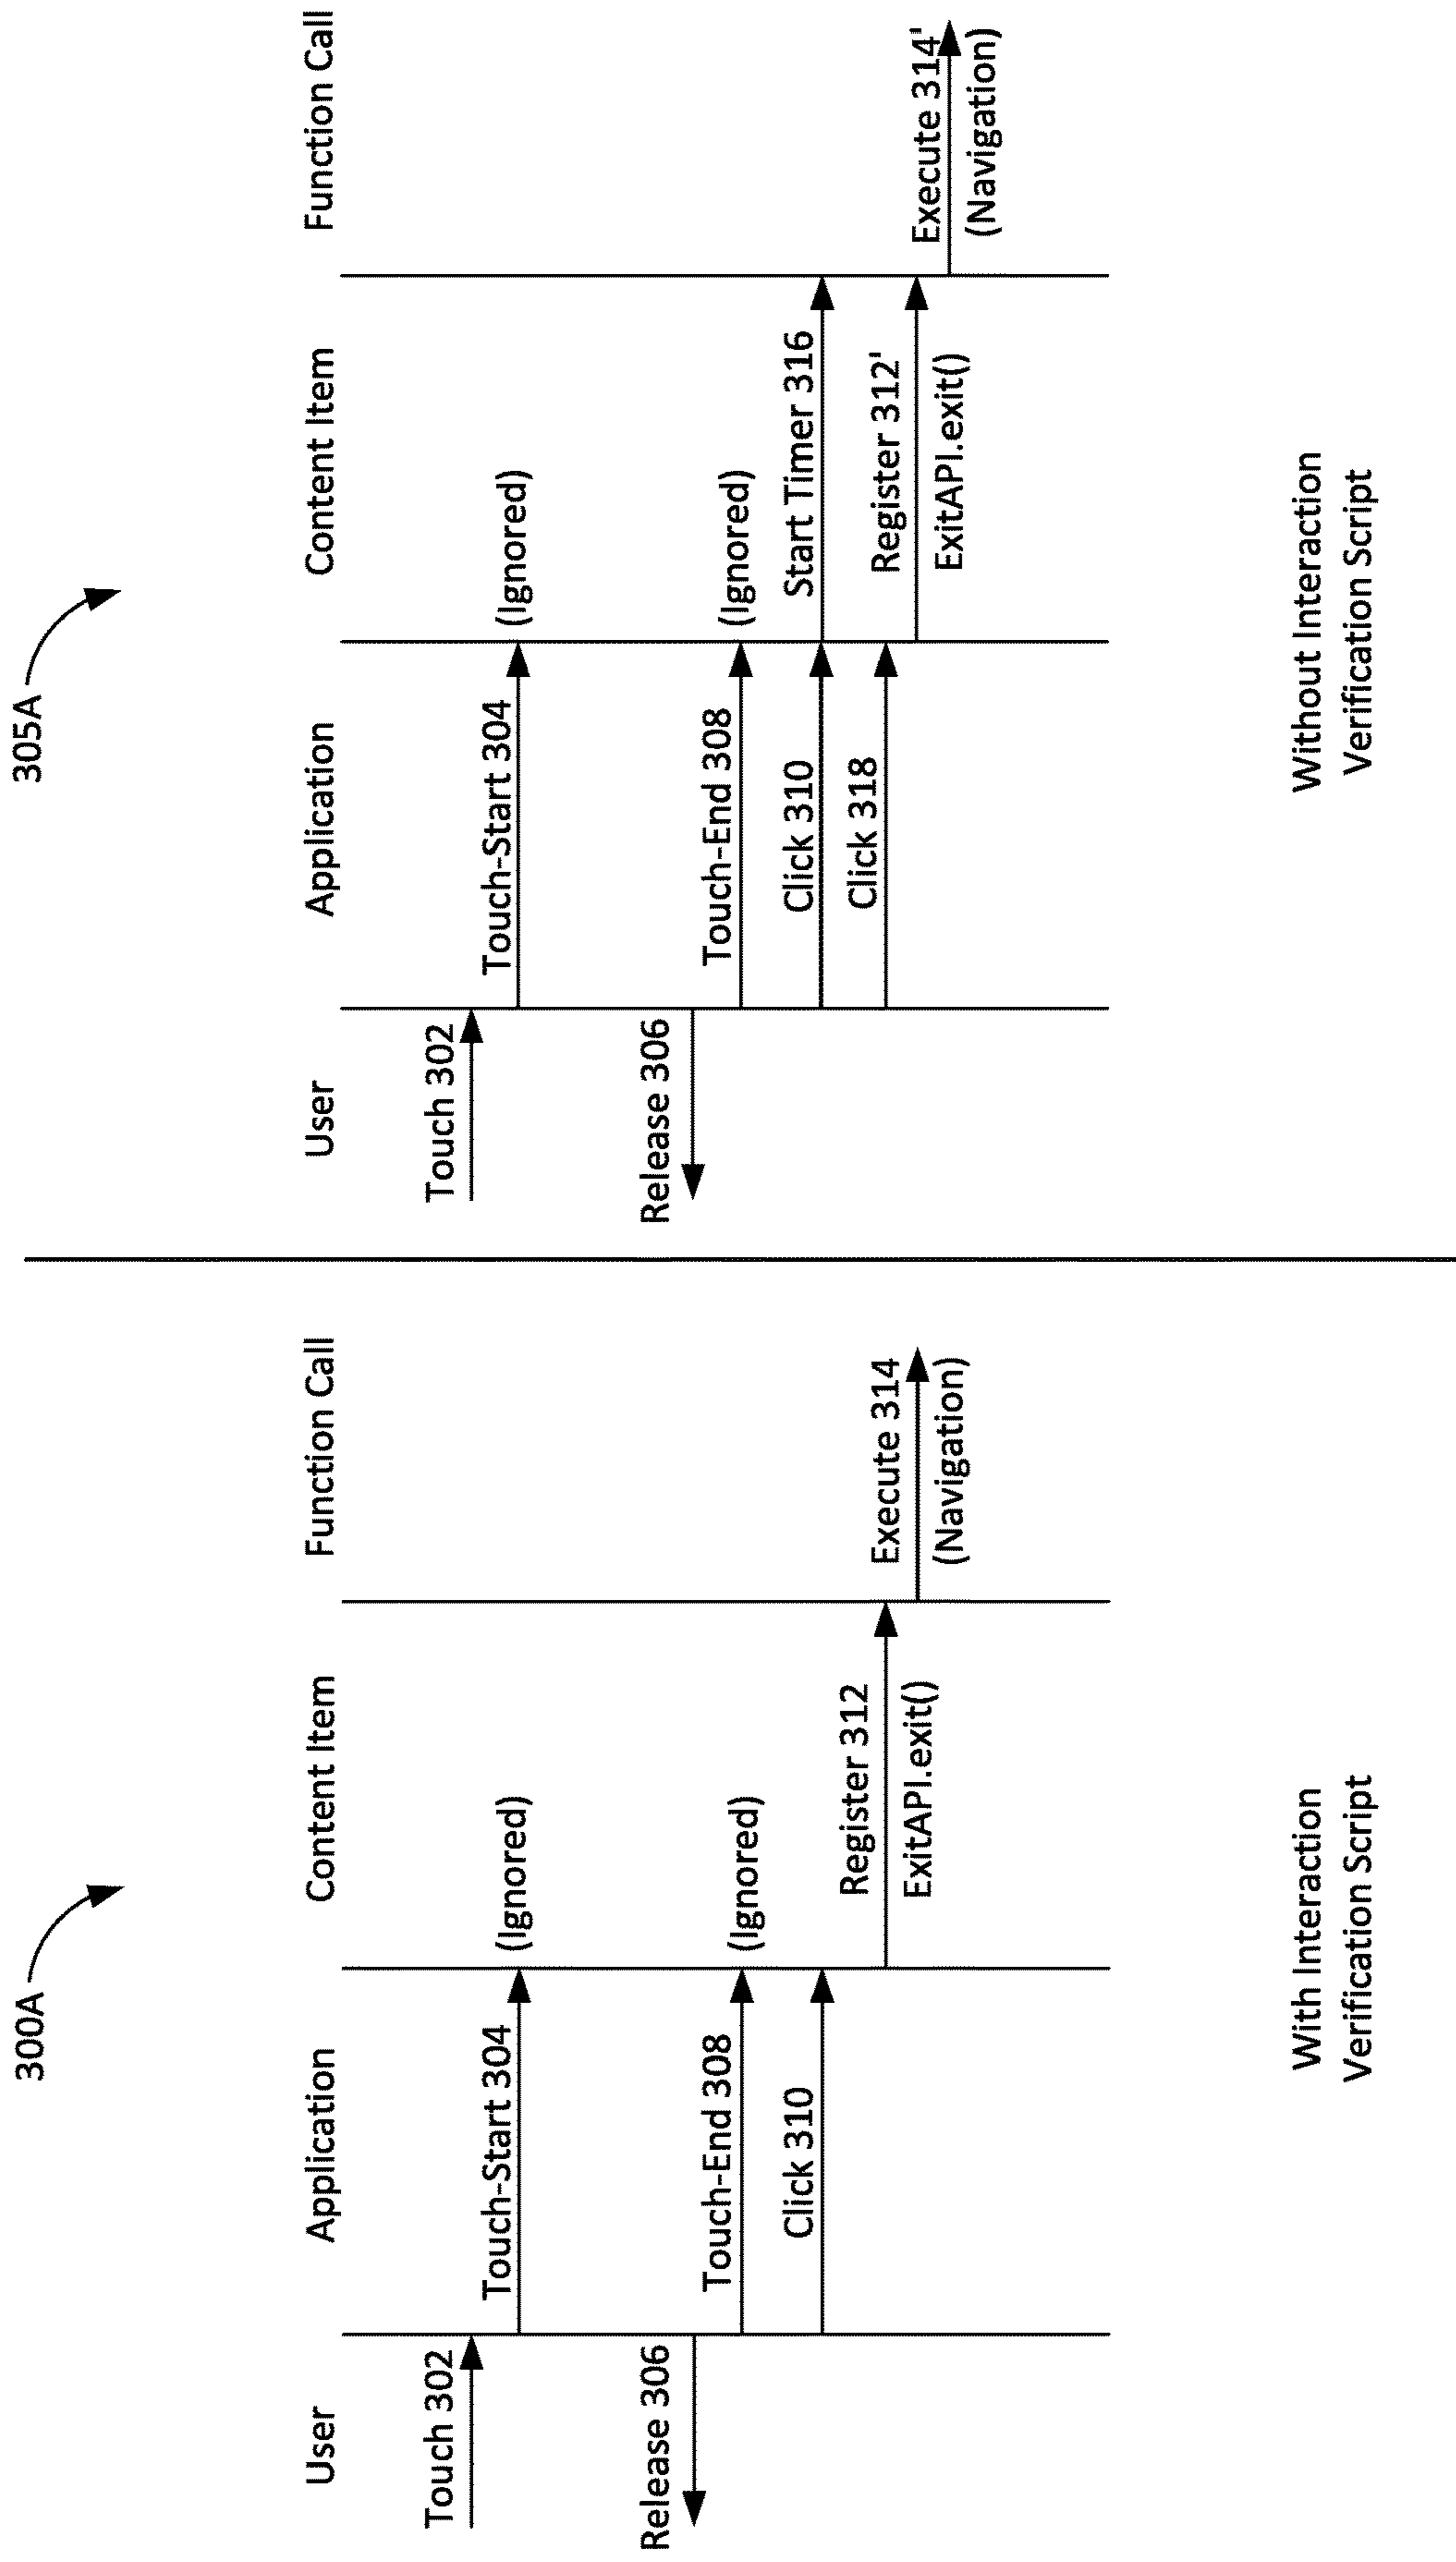 300A
User
Application
Content Item
Function Call
Touch 302
Touch-Start 304
(Ignored)
Release 306
Touch-End 308
(Ignored)
Click 310
Register 312
ExitAPI.exit()
Execute 314
(Navigation)
With Interaction
Verification Script
305A
User
Application
Content Item
Function Call
Touch 302
Touch-Start 304
(Ignored)
Release 306
Touch-End 308
(Ignored)
Click 310
Start Timer 316
Click 318
Register 312'
ExitAPI.exit()
Execute 314'
(Navigation)
Without Interaction
Verification Script